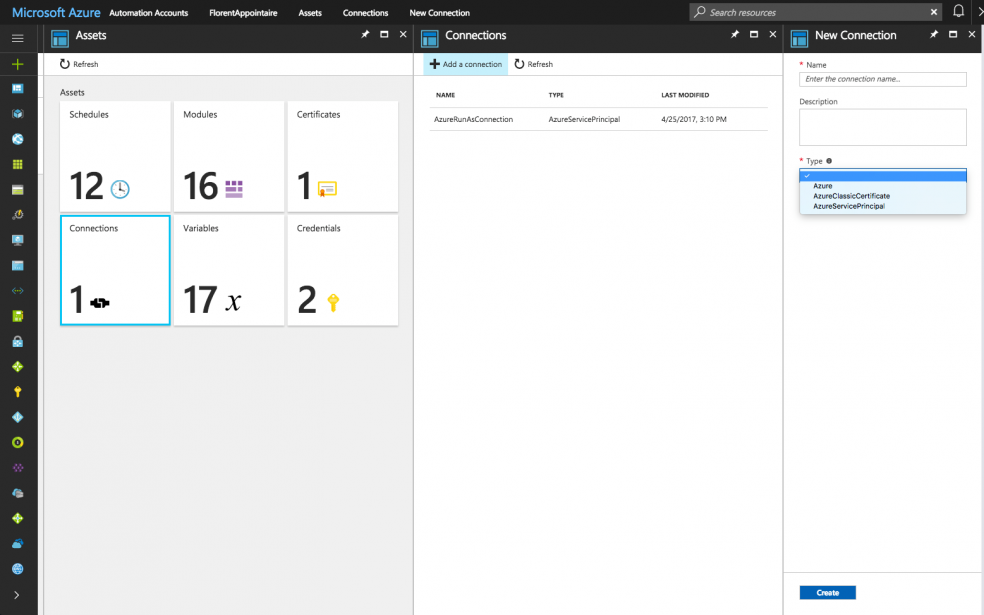 Microsoft Azure Automation Accounts FlorentAppointaire Assets Connections New Connection Search resources
Assets
Refresh
Assets
Schedules
12
Modules
16
Certificates
1
Connections
1
Variables
17 x
Credentials
2
Connections
Add a connection Refresh
NAME TYPE LAST MODIFIED
AzureRunAsConnection AzureServicePrincipal 4/25/2017, 3:10 PM
New Connection
* Name
Enter the connection name...
Description
* Type
Azure
AzureClassicCertificate
AzureServicePrincipal
Create